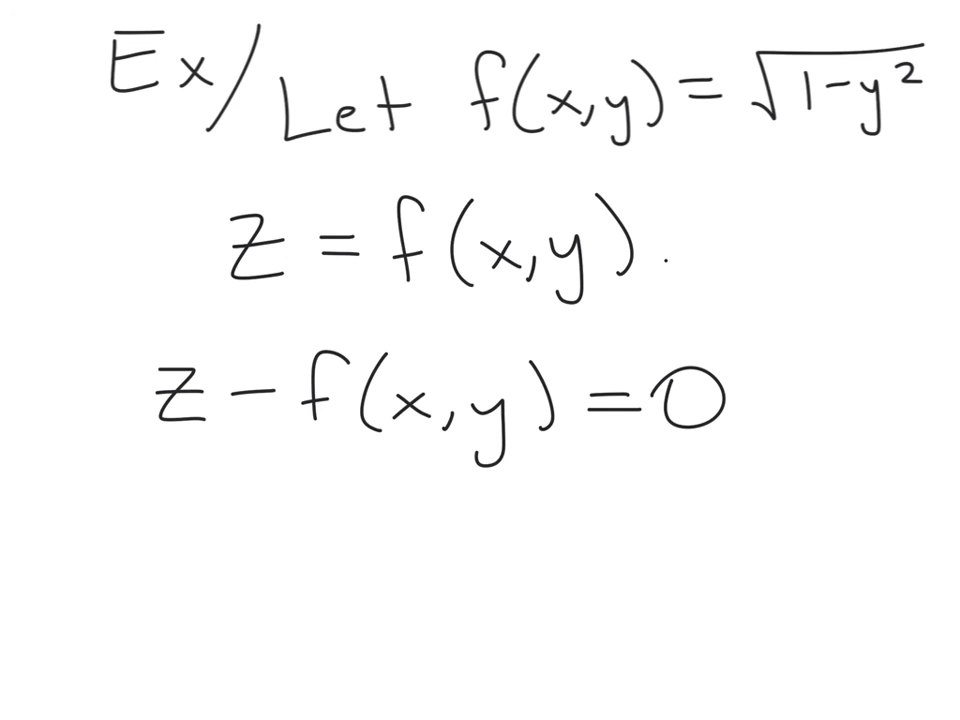 Ex/ Let f(x,y) = √(1-y²)
z = f(x,y).
z - f(x,y) = 0